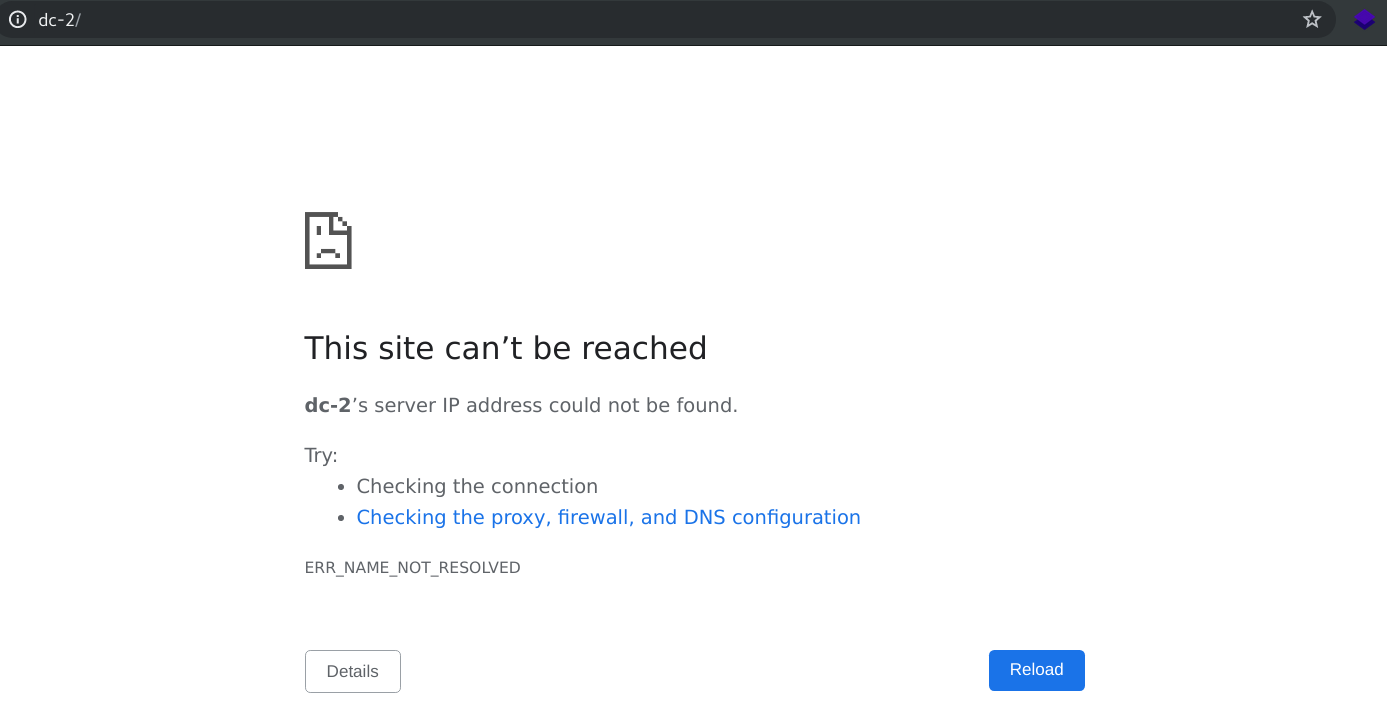 dc-2/
This site can’t be reached
dc-2’s server IP address could not be found.
Try:
Checking the connection
Checking the proxy, firewall, and DNS configuration
ERR_NAME_NOT_RESOLVED
Details
Reload